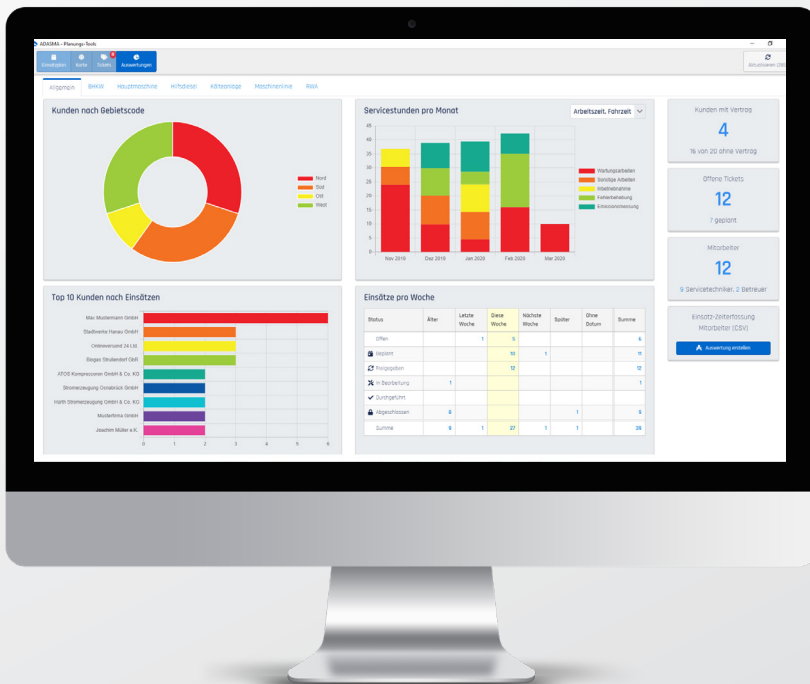 ADASMA - Planungs-Tools
Einsatzplan Karte Tickets Auswertungen
Aktualisieren
Allgemein BHKW Hauptmaschine Hilfsdiesel Kälteanlage Maschinenlinie RWA
Kunden nach Gebietscode
Nord
Süd
Ost
West
Servicestunden pro Monat
Arbeitszeit, Fahrzeit
45
40
35
30
25
20
15
10
5
0
Nov 2019 Dez 2019 Jan 2020 Feb 2020 Mar 2020
Wartungsarbeiten
Sonstige Arbeiten
Inbetriebnahme
Fehlerbehebung
Emissionsmessung
Kunden mit Vertrag
4
16 von 20 ohne Vertrag
Offene Tickets
12
7 geplant
Mitarbeiter
12
9 Servicetechniker, 2 Betreuer
Einsatz-Zeiterfassung
Mitarbeiter (CSV)
Auswertung erstellen
Top 10 Kunden nach Einsätzen
Max Mustermann GmbH
Stadtwerke Hanau GmbH
Onlineversand 24 Ltd.
Biogas Straßendorf GbR
ATOS Kompressoren GmbH & Co. KG
Stromerzeugung Osnabrück GmbH
Hürth Stromerzeugung GmbH & Co. KG
Musterfirma GmbH
Joachim Müller e.K.
0 1 2 3 4 5 6
Einsätze pro Woche
Status Älter Letzte Woche Diese Woche Nächste Woche Später Ohne Datum Summe
Offen 1 5 6
Geplant 10 1 11
Freigegeben 12 12
In Bearbeitung 1 1
Durchgeführt
Abgeschlossen 8 1
Summe 9 1 27 1 1